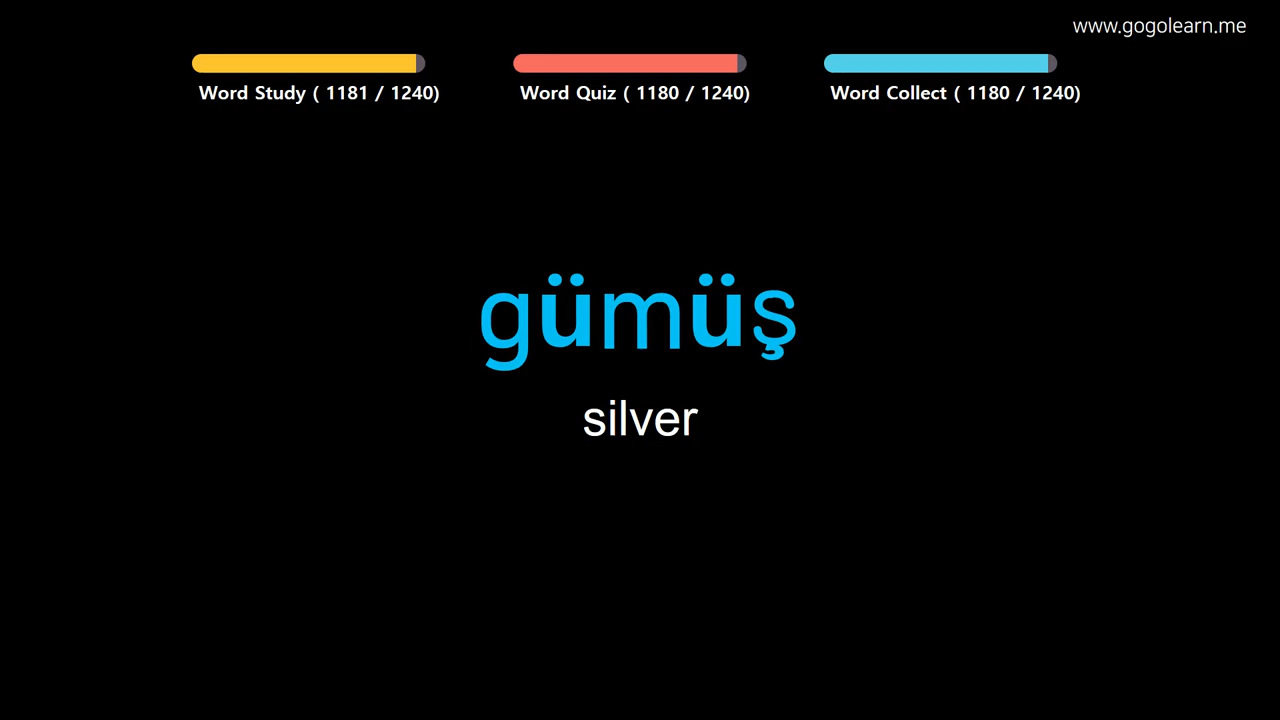 www.gogolearn.me
Word Study ( 1181 / 1240)
Word Quiz ( 1180 / 1240)
Word Collect ( 1180 / 1240)
gümüş
silver